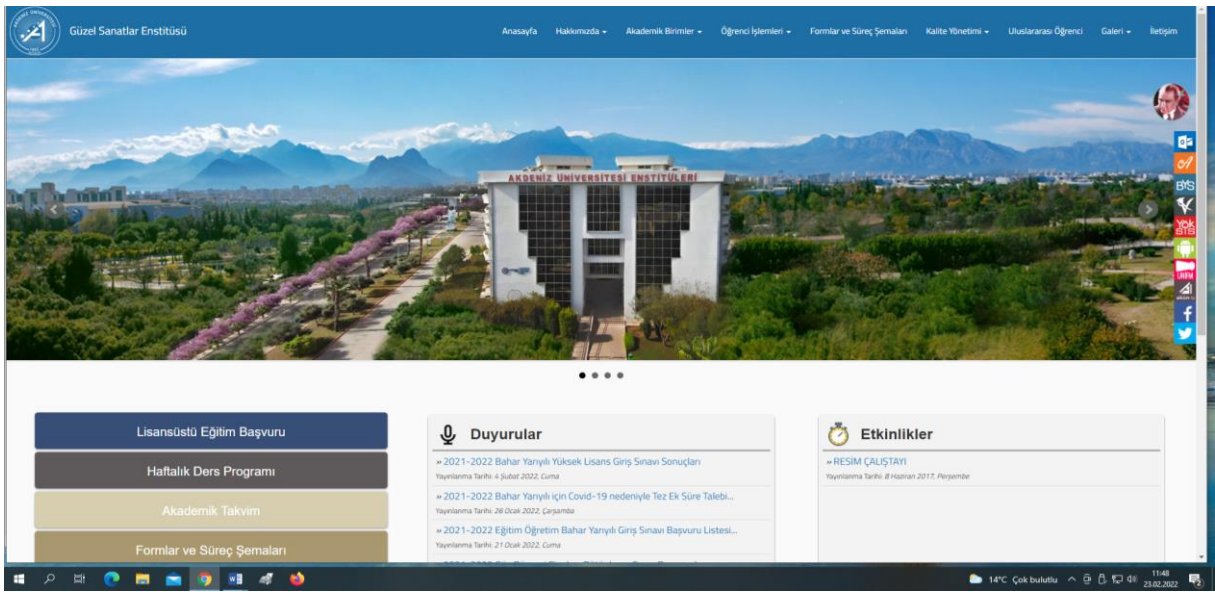 Güzel Sanatlar Enstitüsü
Anasayfa Hakkımızda Akademik Birimler Öğrenci İşlemleri Formlar ve Süreç Şemaları Kalite Yönetimi Uluslararası Öğrenci Galeri İletişim
AKDENİZ ÜNİVERSİTESİ ENSTİTÜLERİ
BYS
YÖK
STS
Lisansüstü Eğitim Başvuru
Haftalık Ders Programı
Akademik Takvim
Formlar ve Süreç Şemaları
Duyurular
» 2021-2022 Bahar Yarıyılı Yüksek Lisans Giriş Sınavı Sonuçları
Yayınlanma Tarihi: 4 Şubat 2022, Cuma
» 2021-2022 Bahar Yarıyılı için Covid-19 nedeniyle Tez Ek Süre Talebi...
Yayınlanma Tarihi: 26 Ocak 2022, Çarşamba
» 2021-2022 Eğitim Öğretim Bahar Yarıyılı Giriş Sınavı Başvuru Listesi...
Yayınlanma Tarihi: 21 Ocak 2022, Cuma
Etkinlikler
» RESİM ÇALIŞTAYI
Yayınlanma Tarihi: 8 Haziran 2017, Perşembe
14°C Çok bulutlu
11:48
23.02.2022